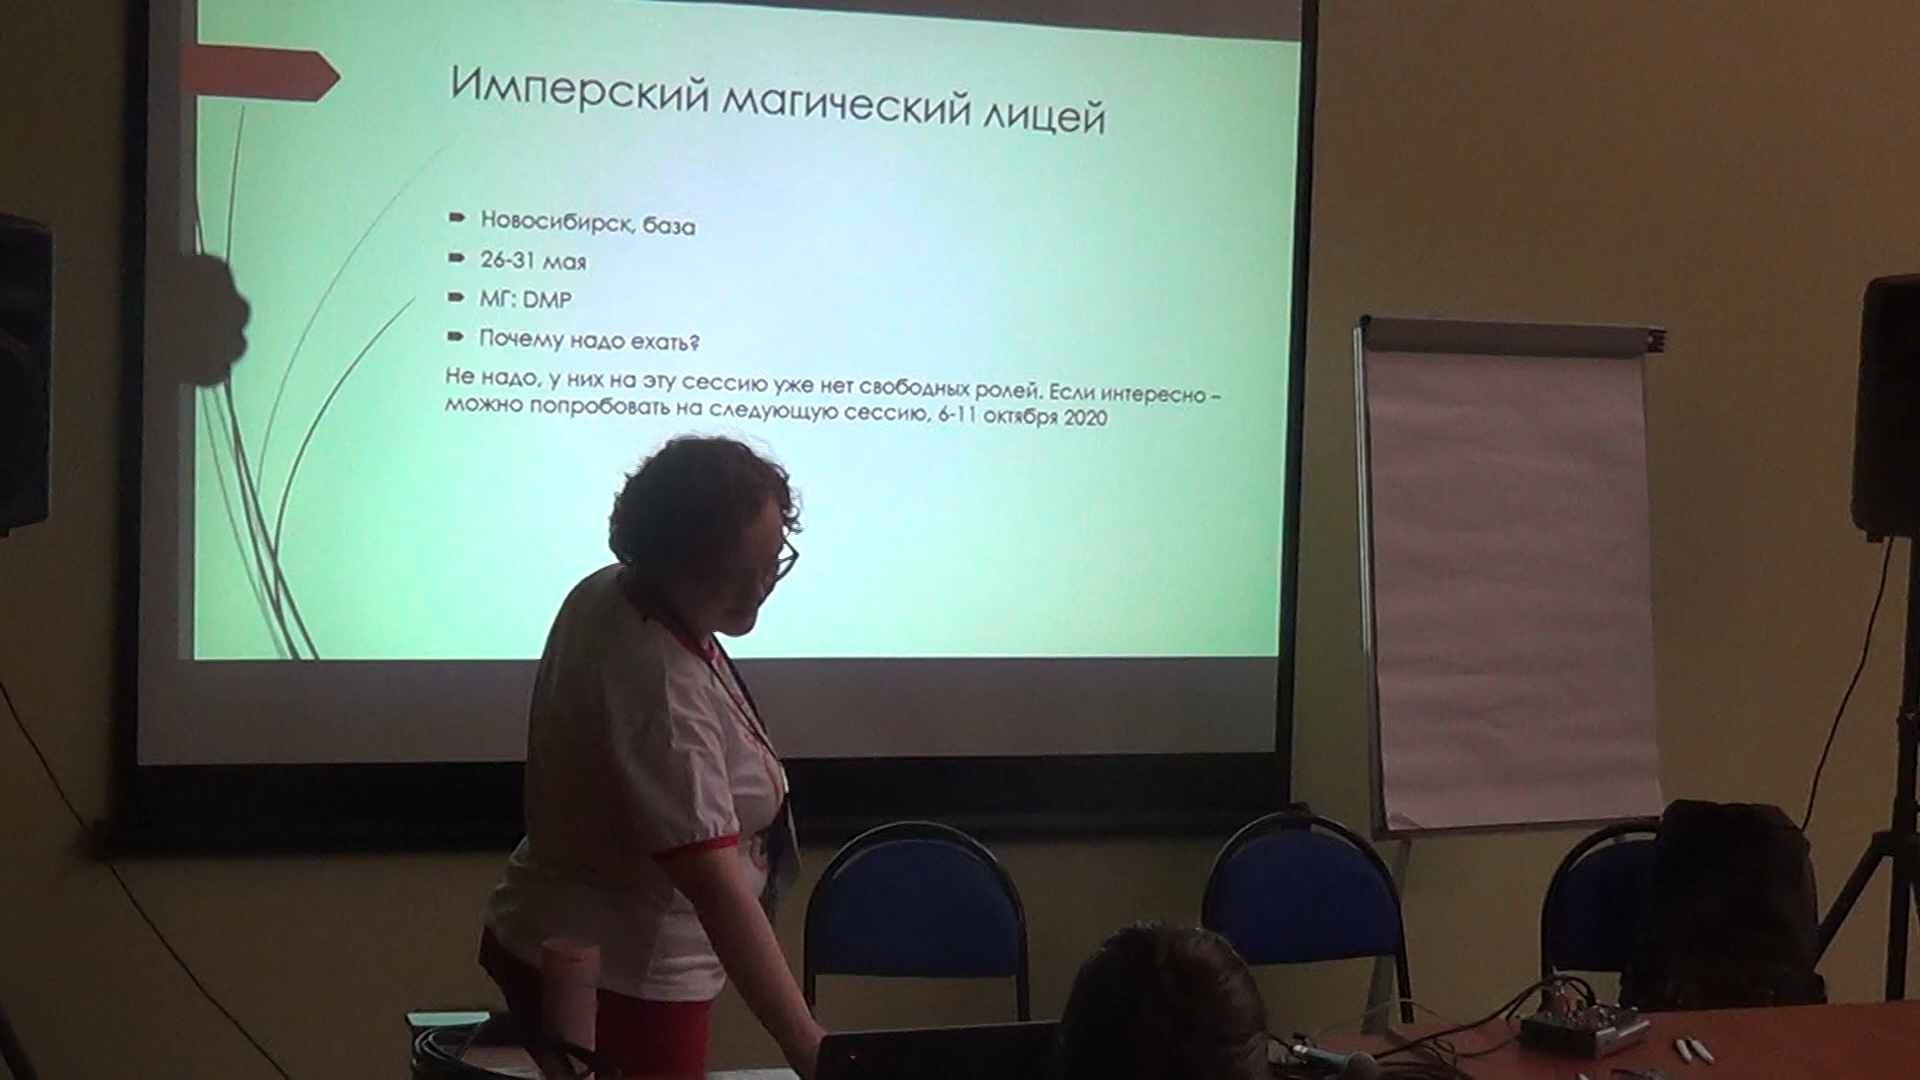 Имперский магический лицей
Новосибирск, база
26-31 мая
МГ: DMP
Почему надо ехать?
Не надо, у них на эту сессию уже нет свободных ролей. Если интересно –
можно попробовать на следующую сессию, 6-11 октября 2020